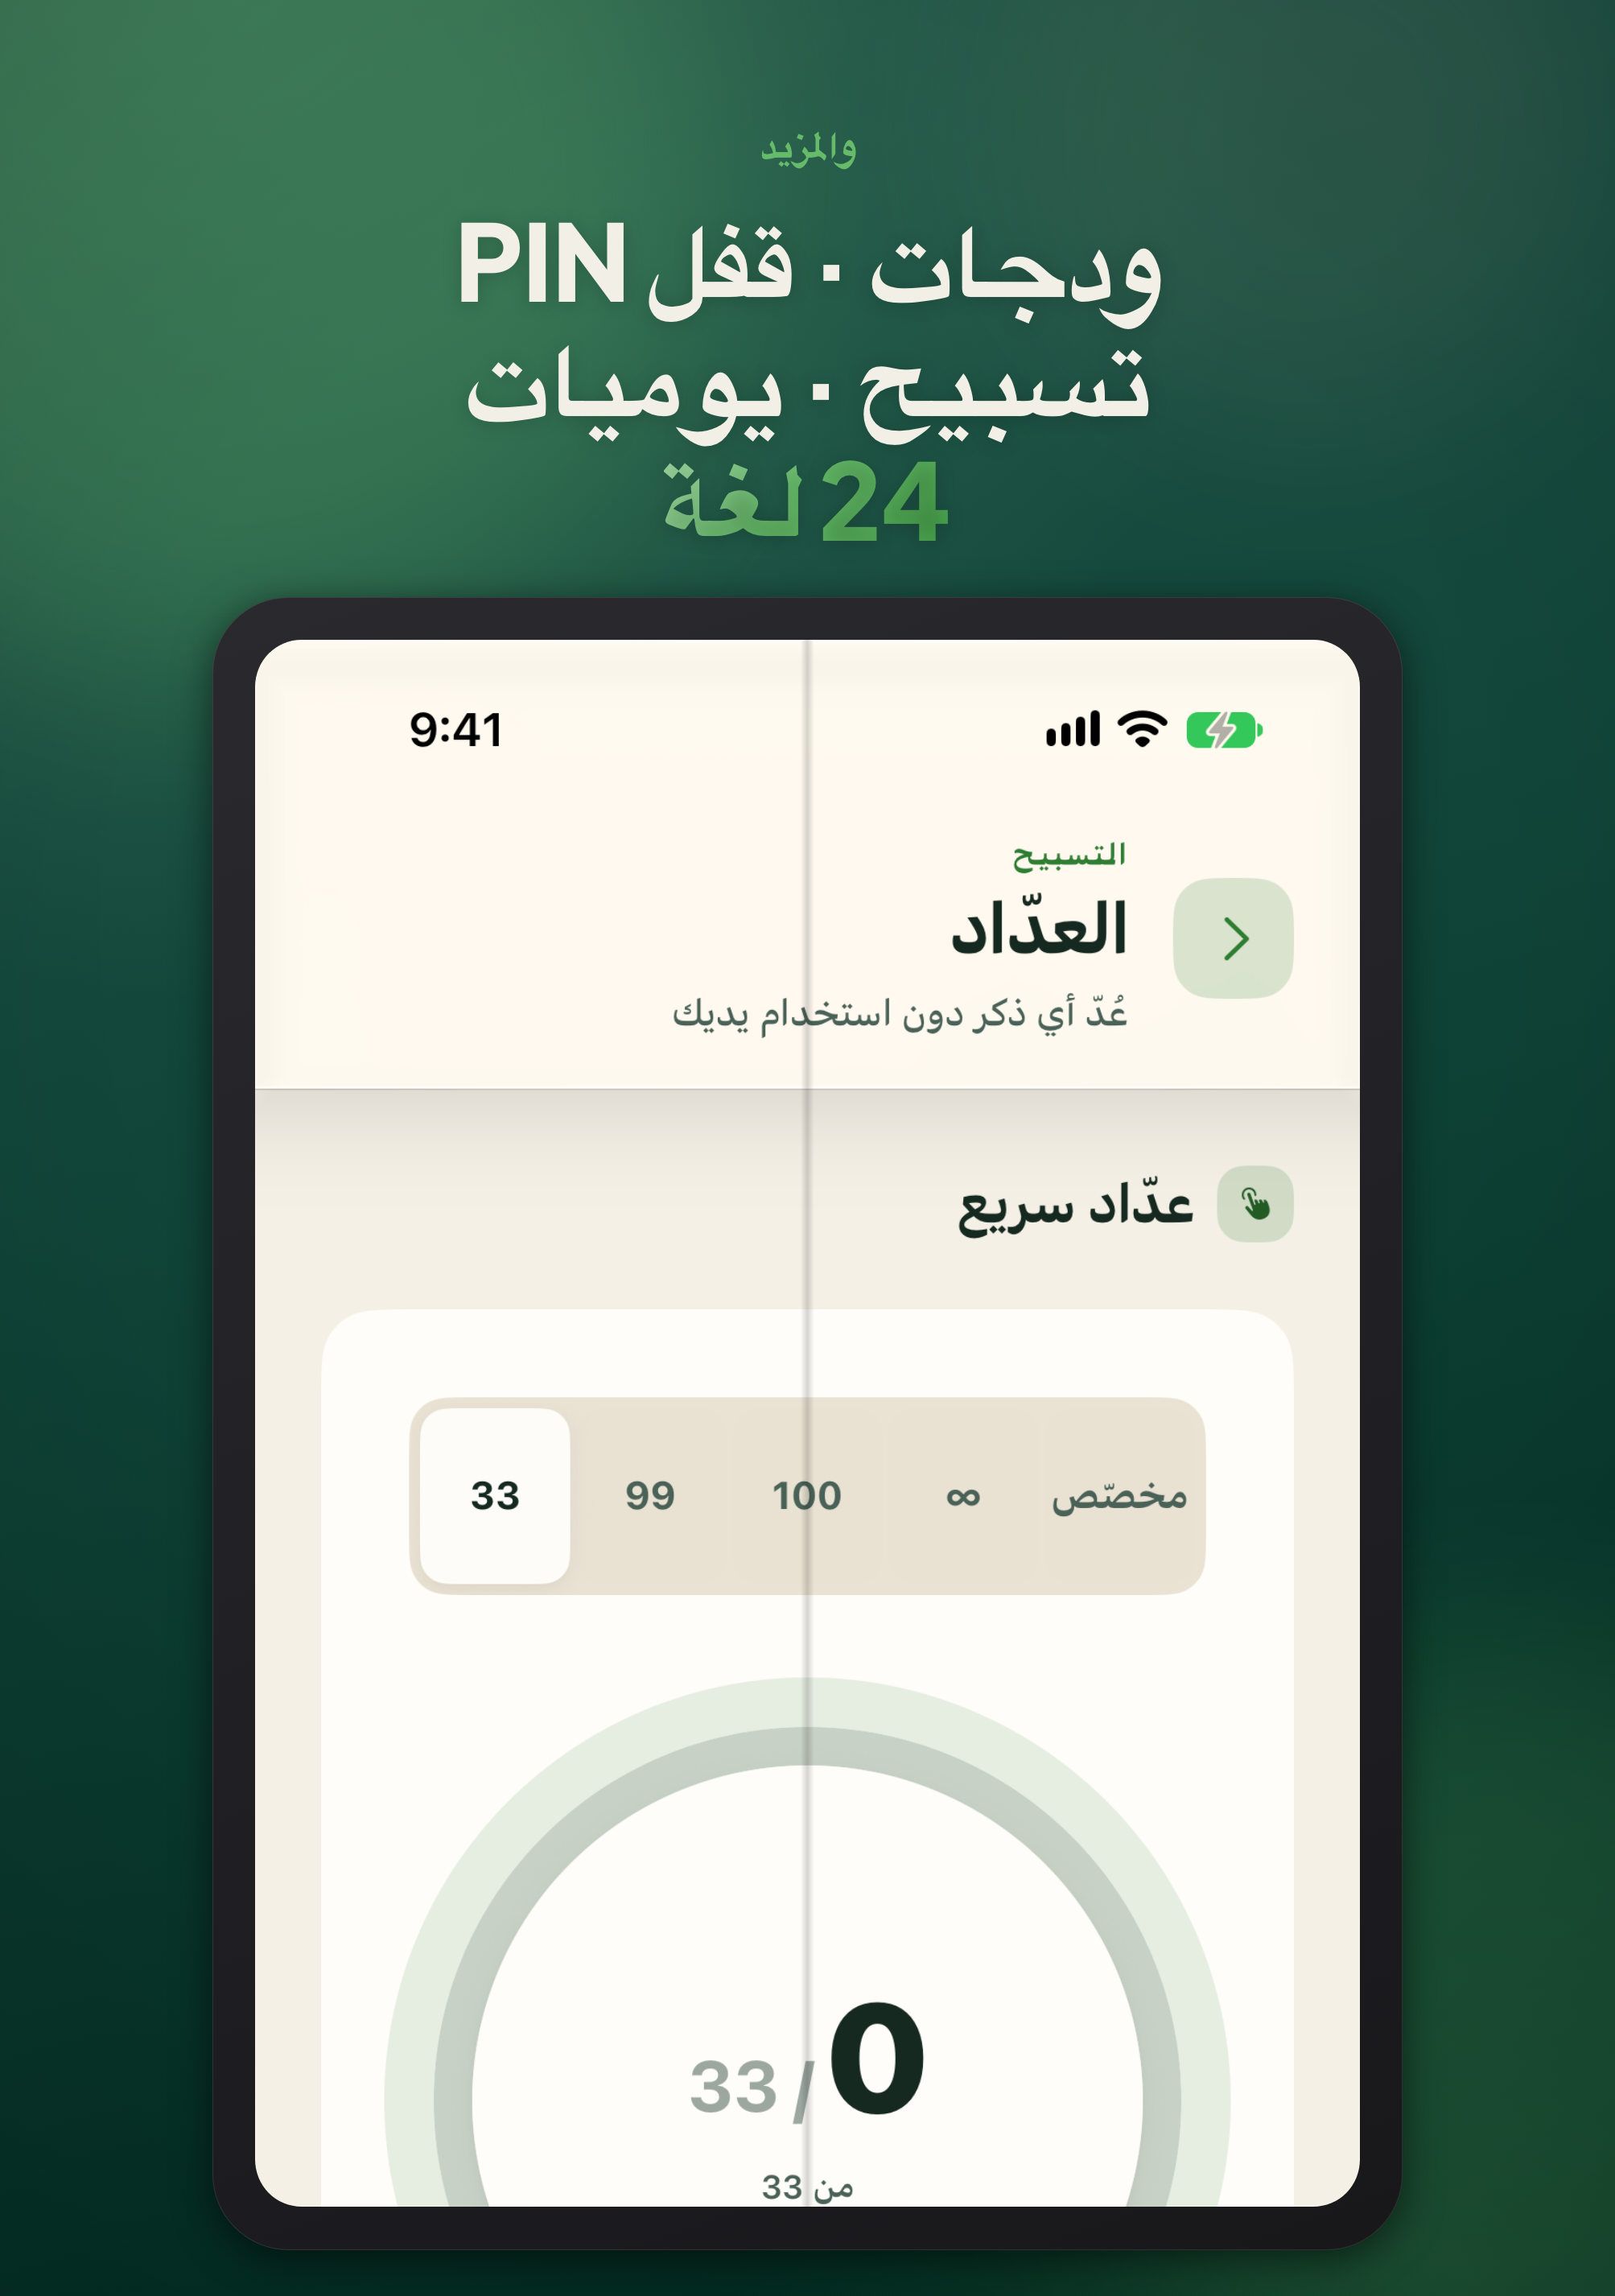 والمزيد
ودجات · قفل PIN
تسبيح · يوميات
24 لغة
9:41
التسبيح
العدّاد
عُدّ أي ذكر دون استخدام يديك
عدّاد سريع
مخصّص ∞ 100 99 33
0 / 33
من 33